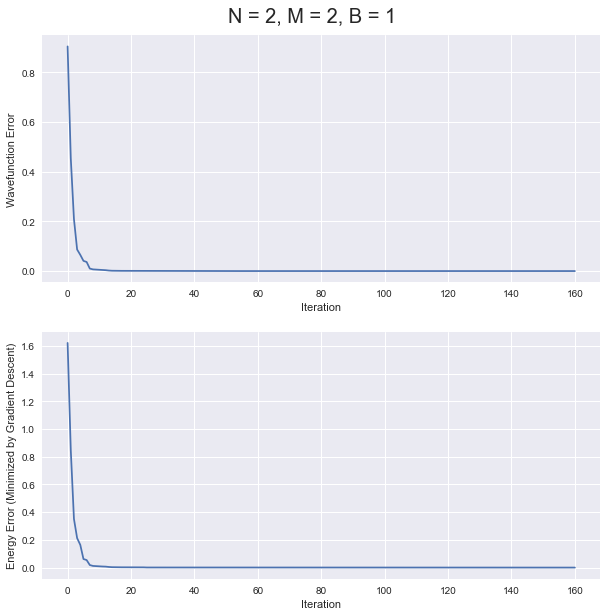 N = 2, M = 2, B = 1
Wavefunction Error
0.8
0.6
0.4
0.2
0.0
0 20 40 60 80 100 120 140 160
Iteration
Energy Error (Minimized by Gradient Descent)
1.6
1.4
1.2
1.0
0.8
0.6
0.4
0.2
0.0
0 20 40 60 80 100 120 140 160
Iteration